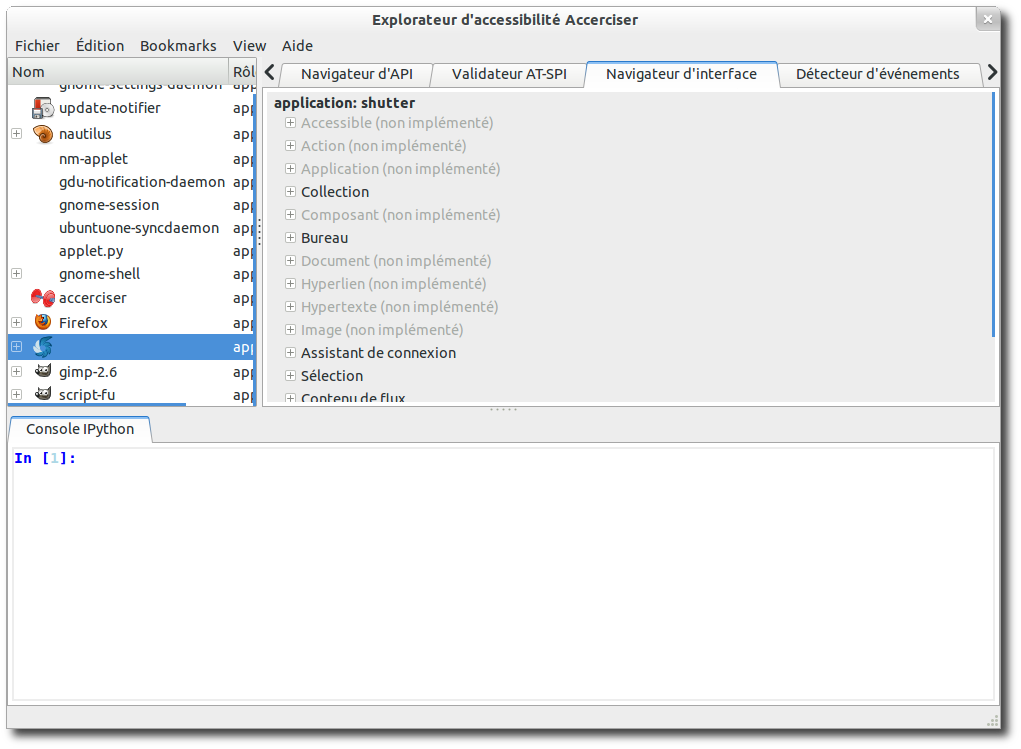 Explorateur d'accessibilité Accerciser
Fichier Édition Bookmarks View Aide
Nom Rôl
gnome-settings-daemon app
update-notifier app
nautilus app
nm-applet app
gdu-notification-daemon app
gnome-session app
ubuntuone-syncdaemon app
applet.py app
gnome-shell app
accerciser app
Firefox app
app
gimp-2.6 app
script-fu app
Navigateur d'API Validateur AT-SPI Navigateur d'interface Détecteur d'événements
application: shutter
Accessible (non implémenté)
Action (non implémenté)
Application (non implémenté)
Collection
Composant (non implémenté)
Bureau
Document (non implémenté)
Hyperlien (non implémenté)
Hypertexte (non implémenté)
Image (non implémenté)
Assistant de connexion
Sélection
Contenu de flux
Console IPython
In [1]: